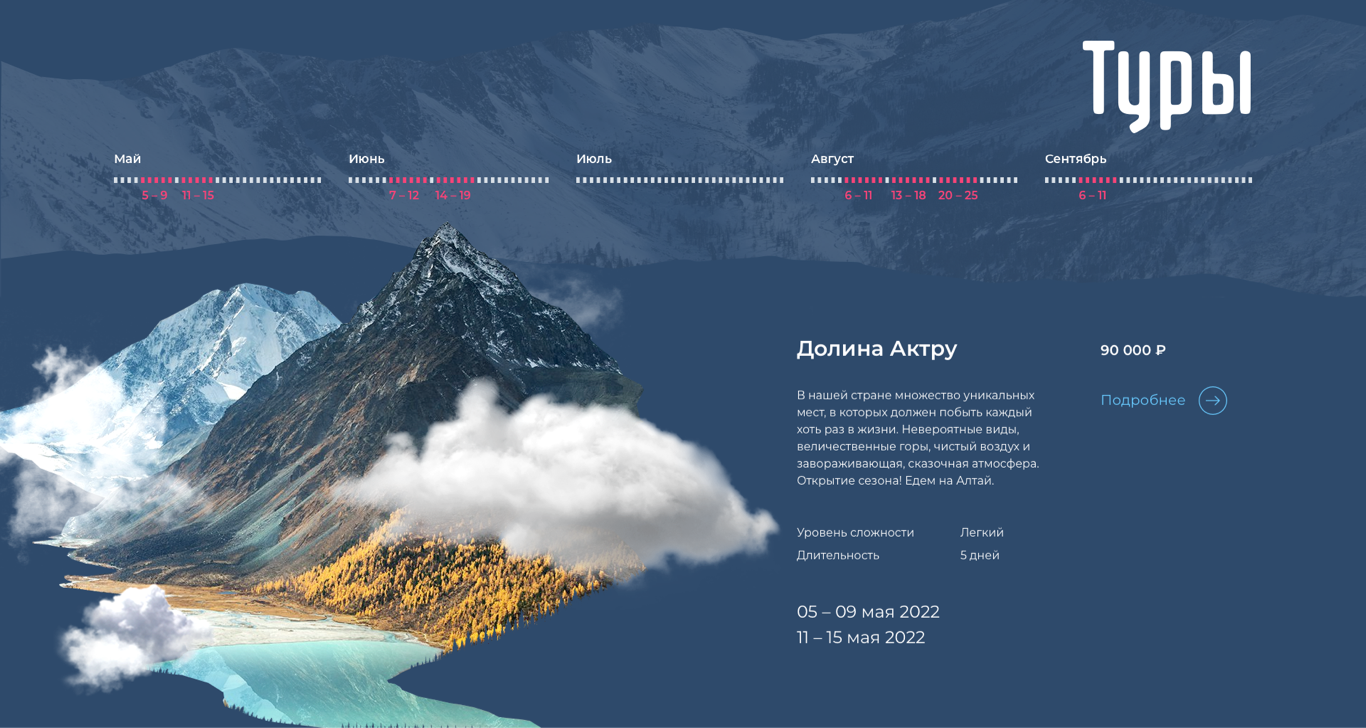 Туры
Май
Июнь
Июль
Август
Сентябрь
5 – 9
11 – 15
7 – 12
14 – 19
6 – 11
13 – 18
20 – 25
6 – 11
Долина Актру
90 000 ₽
Подробнее
В нашей стране множество уникальных
мест, в которых должен побыть каждый
хоть раз в жизни. Невероятные виды,
величественные горы, чистый воздух и
завораживающая, сказочная атмосфера.
Открытие сезона! Едем на Алтай.
Уровень сложности Легкий
Длительность 5 дней
05 – 09 мая 2022
11 – 15 мая 2022